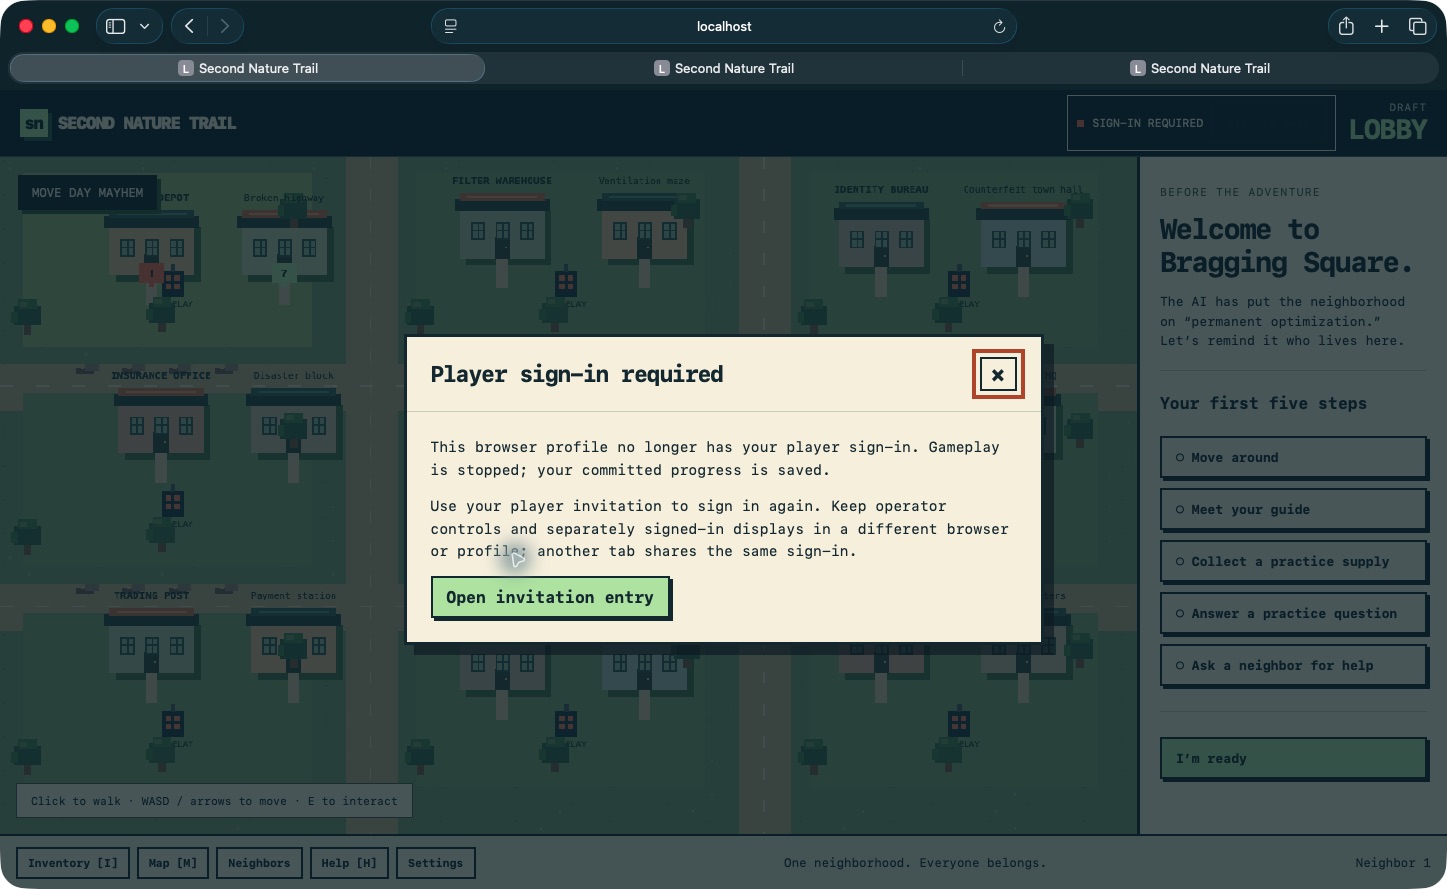 localhost
L Second Nature Trail
L Second Nature Trail
L Second Nature Trail
sn SECOND NATURE TRAIL
SIGN-IN REQUIRED
DRAFT
LOBBY
MOVE DAY MAYHEM
DEPOT
Broken highway
FILTER WAREHOUSE
Ventilation maze
IDENTITY BUREAU
Counterfeit town hall
!
7
INSURANCE OFFICE
Disaster block
TRADING POST
Payment station
Player sign-in required
×
This browser profile no longer has your player sign-in. Gameplay
is stopped; your committed progress is saved.
Use your player invitation to sign in again. Keep operator
controls and separately signed-in displays in a different browser
or profile; another tab shares the same sign-in.
Open invitation entry
Click to walk · WASD / arrows to move · E to interact
BEFORE THE ADVENTURE
Welcome to
Bragging Square.
The AI has put the neighborhood
on “permanent optimization.”
Let’s remind it who lives here.
Your first five steps
Move around
Meet your guide
Collect a practice supply
Answer a practice question
Ask a neighbor for help
I’m ready
Inventory [I]
Map [M]
Neighbors
Help [H]
Settings
One neighborhood. Everyone belongs.
Neighbor 1